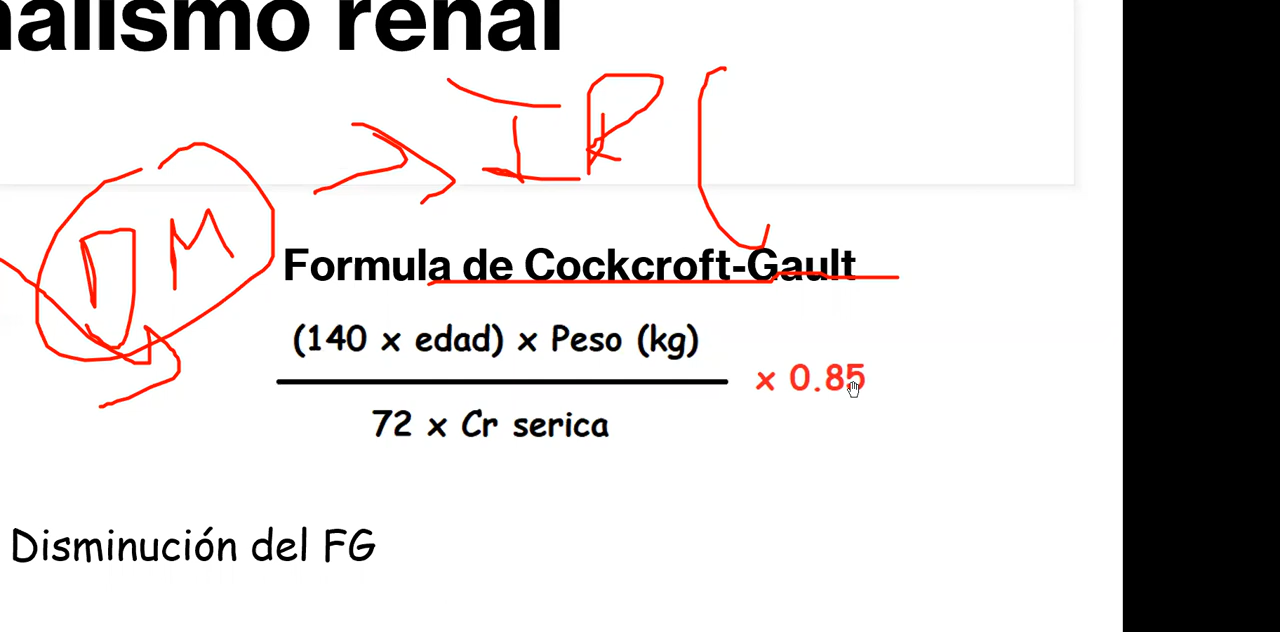 nalismo renal
IR (
DM
Formula de Cockcroft-Gault
(140 x edad) x Peso (kg)
x 0.85
72 x Cr serica
Disminución del FG